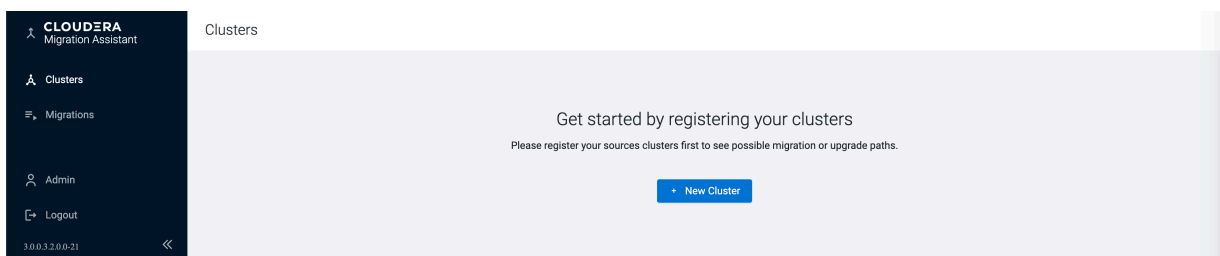 CLOUDERA
Migration Assistant
Clusters
Migrations
Admin
Logout
3.0.0.3.2.0.0-21
Clusters
Get started by registering your clusters
Please register your sources clusters first to see possible migration or upgrade paths.
+ New Cluster